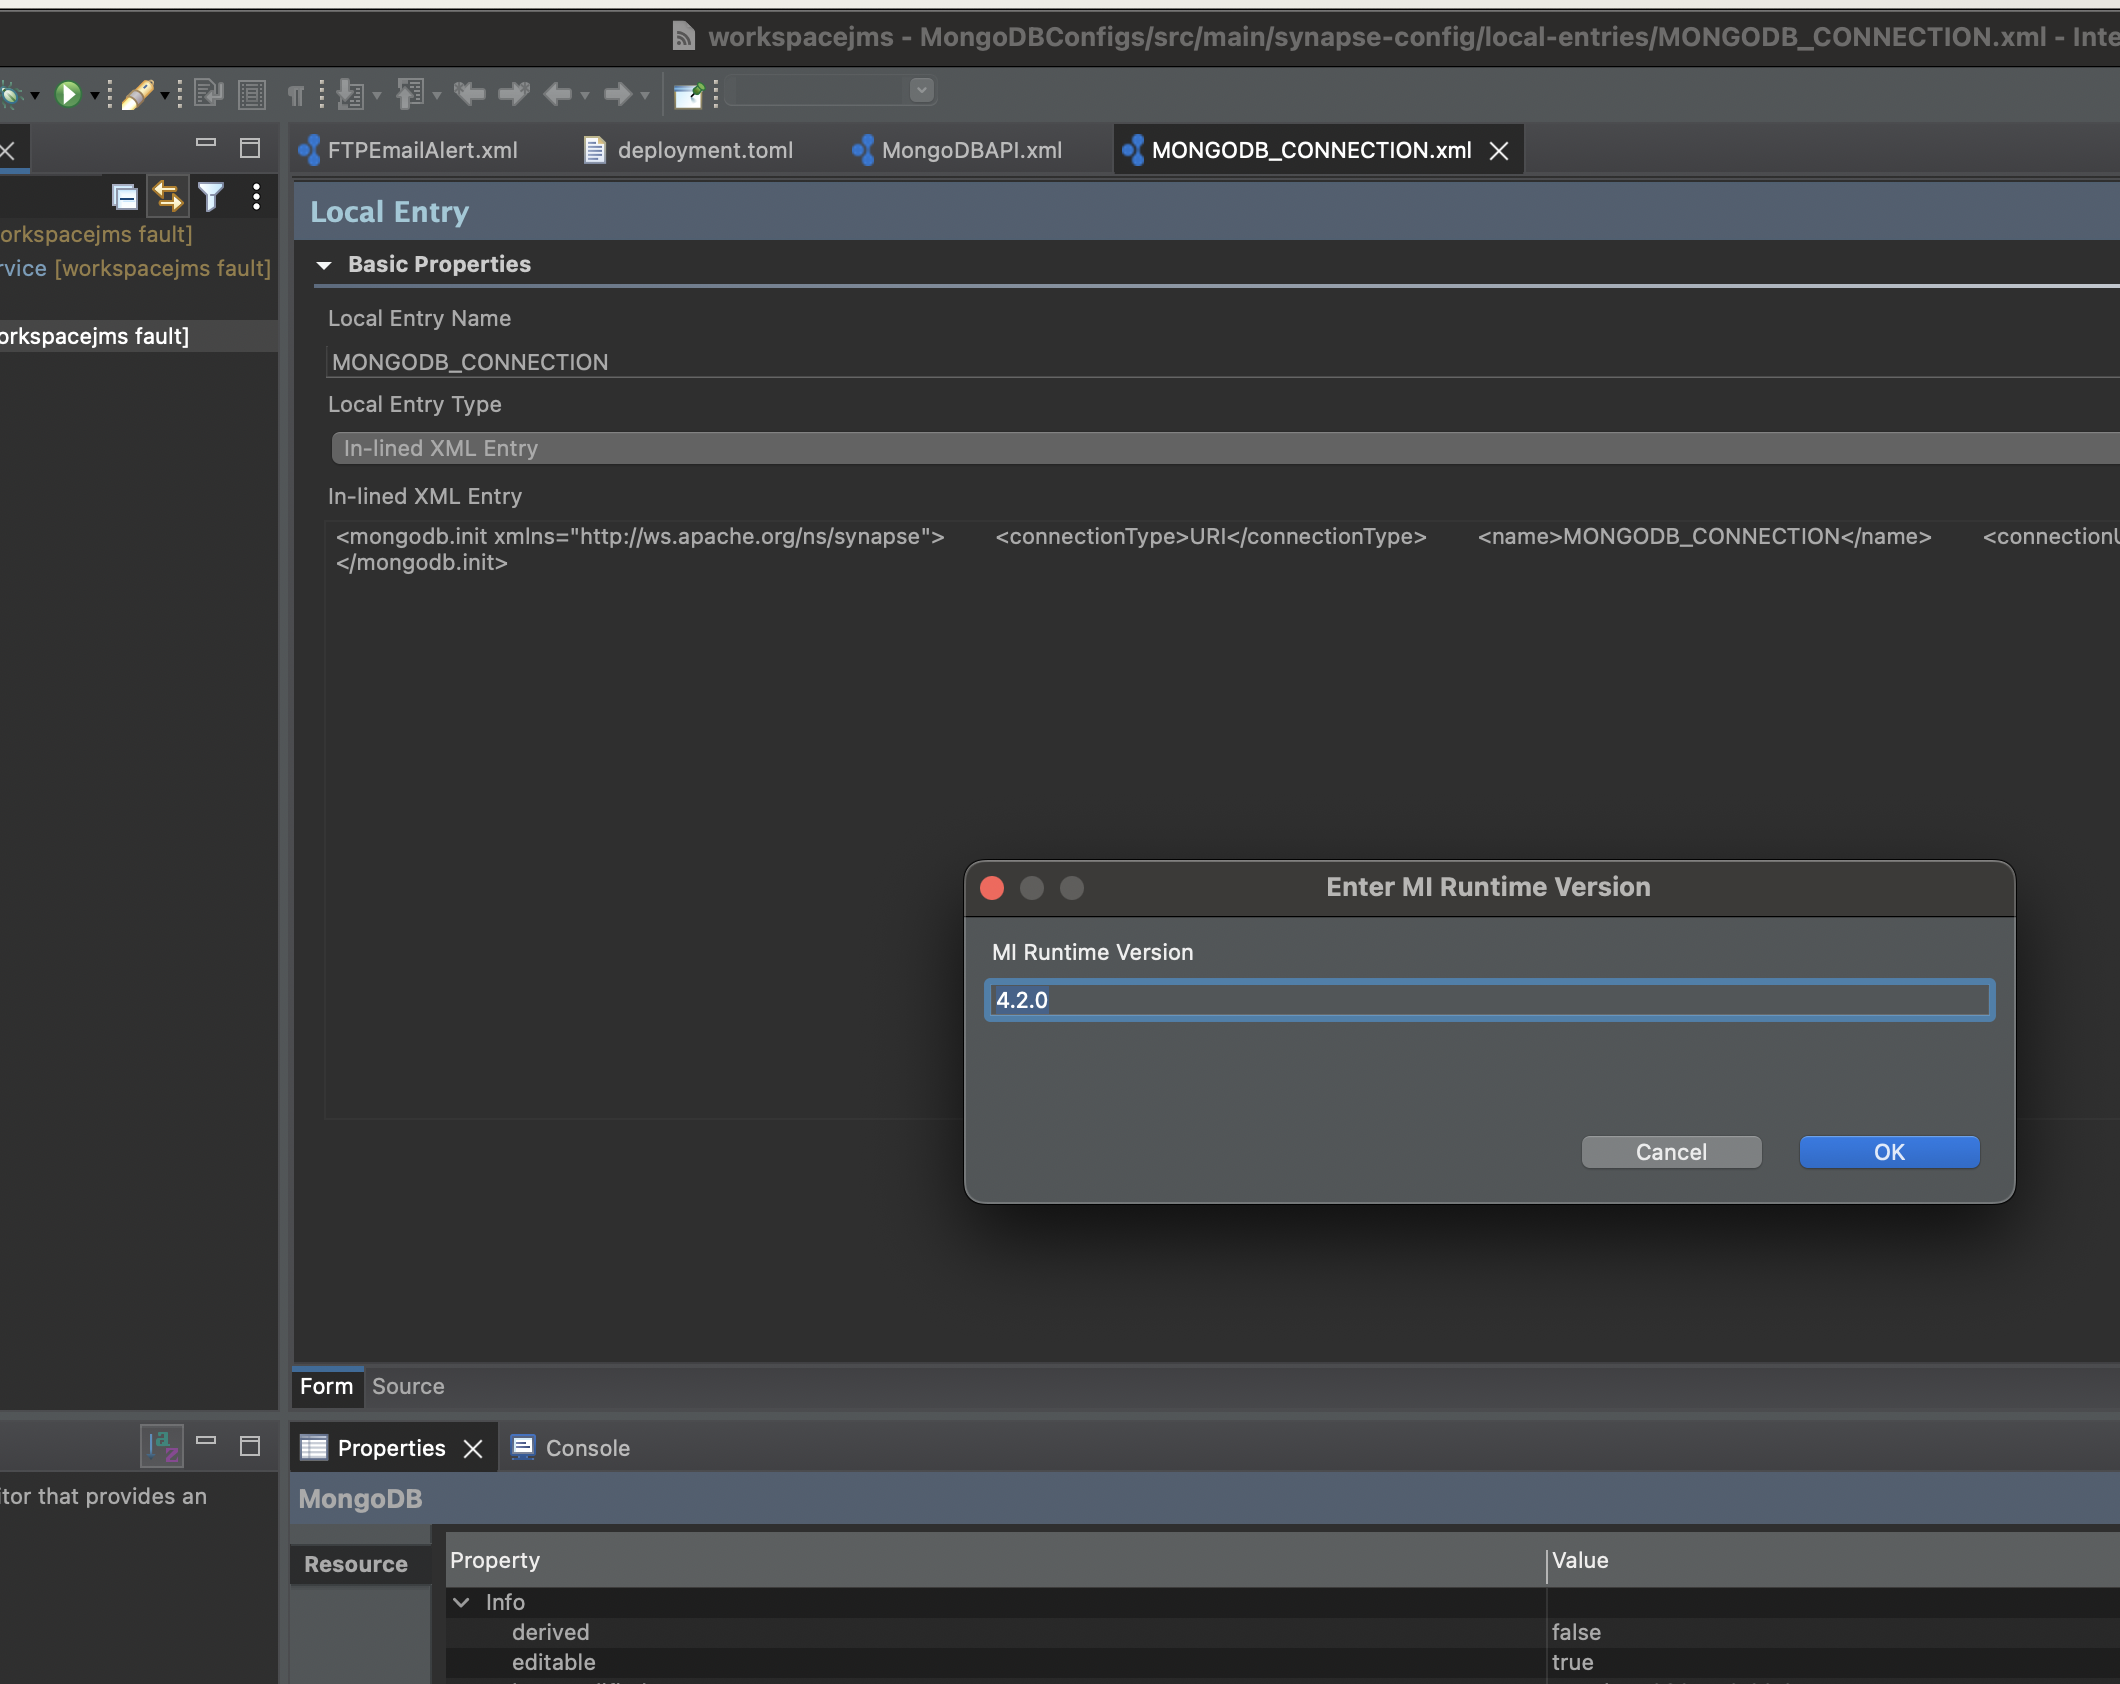 workspacejms - MongoDBConfigs/src/main/synapse-config/local-entries/MONGODB_CONNECTION.xml - Inte
FTPEmailAlert.xml
deployment.toml
MongoDBAPI.xml
MONGODB_CONNECTION.xml
orkspacejms fault]
rvice [workspacejms fault]
orkspacejms fault]
Local Entry
Basic Properties
Local Entry Name
MONGODB_CONNECTION
Local Entry Type
In-lined XML Entry
In-lined XML Entry
<mongodb.init xmlns="http://ws.apache.org/ns/synapse"> <connectionType>URI</connectionType> <name>MONGODB_CONNECTION</name> <connectionU
</mongodb.init>
Enter MI Runtime Version
MI Runtime Version
4.2.0
Cancel
OK
Form
Source
Properties
Console
itor that provides an
MongoDB
Resource
Property
Value
Info
derived
false
editable
true